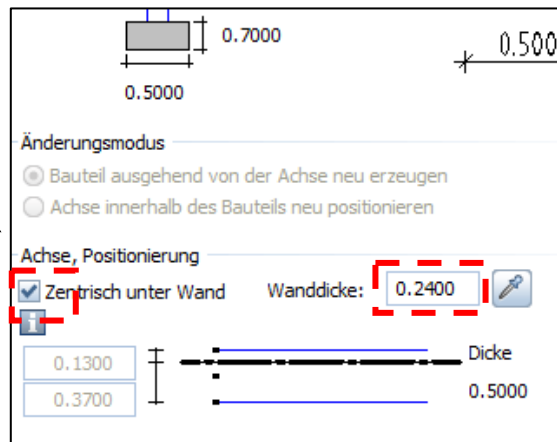 0.7000
0.500
0.5000
Änderungsmodus
Bauteil ausgehend von der Achse neu erzeugen
Achse innerhalb des Bauteils neu positionieren
Achse, Positionierung
Zentrisch unter Wand Wanddicke: 0.2400
i
0.1300 Dicke
0.3700 0.5000